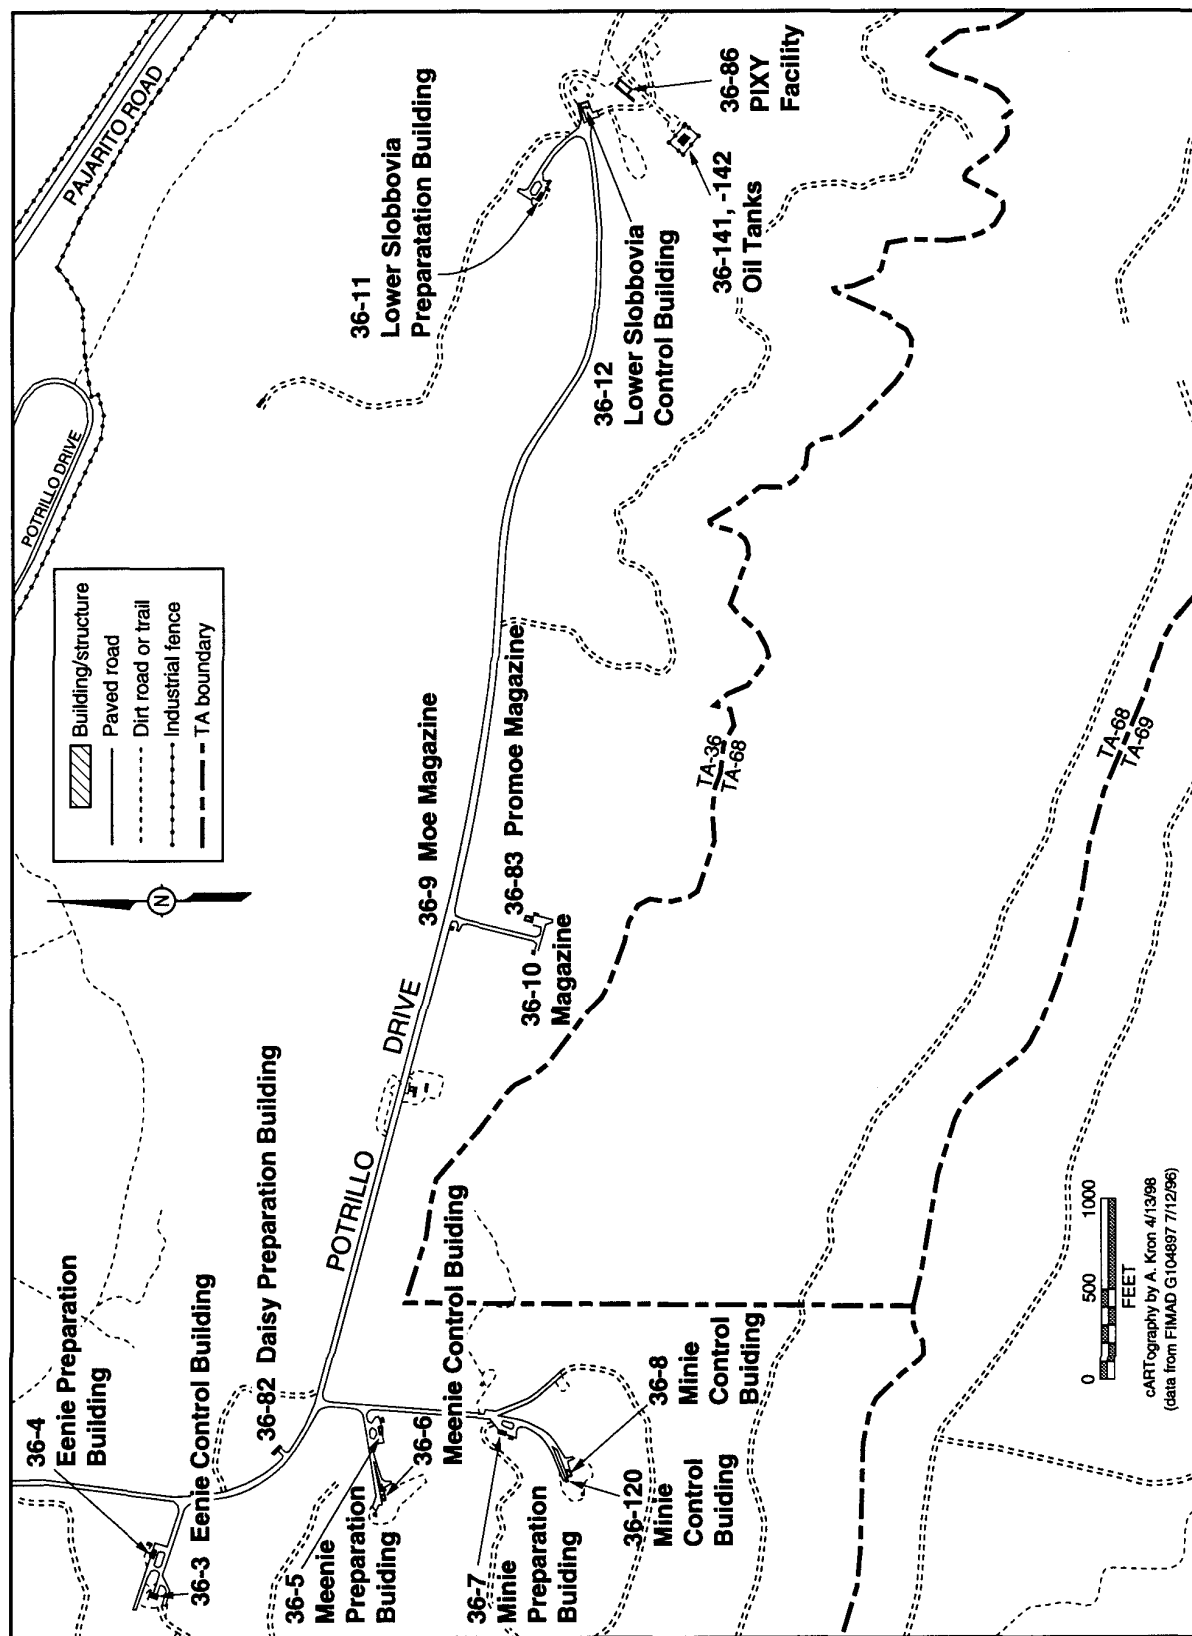 PAJARITO ROAD
POTRILLO DRIVE
Building/structure
Paved road
Dirt road or trail
Industrial fence
TA boundary
N
36-4
Eenie Preparation
Building
36-3 Eenie Control Building
36-82 Daisy Preparation Building
POTRILLO DRIVE
36-5
Meenie
Preparation
Buiding
36-6
Meenie Control Buiding
36-7
Minie
Preparation
Buiding
36-120
Minie
Control
Buiding
36-8
Minie
Control
Buiding
36-9 Moe Magazine
36-83 Promoe Magazine
36-10
Magazine
36-11
Lower Slobbovia
Preparatation Building
36-12
Lower Slobbovia
Control Building
36-86
PIXY
Facility
36-141, -142
Oil Tanks
TA-36
TA-68
TA-68
TA-69
0 500 1000
FEET
cARTography by A. Kron 4/13/98
(data from FIMAD G104897 7/12/96)